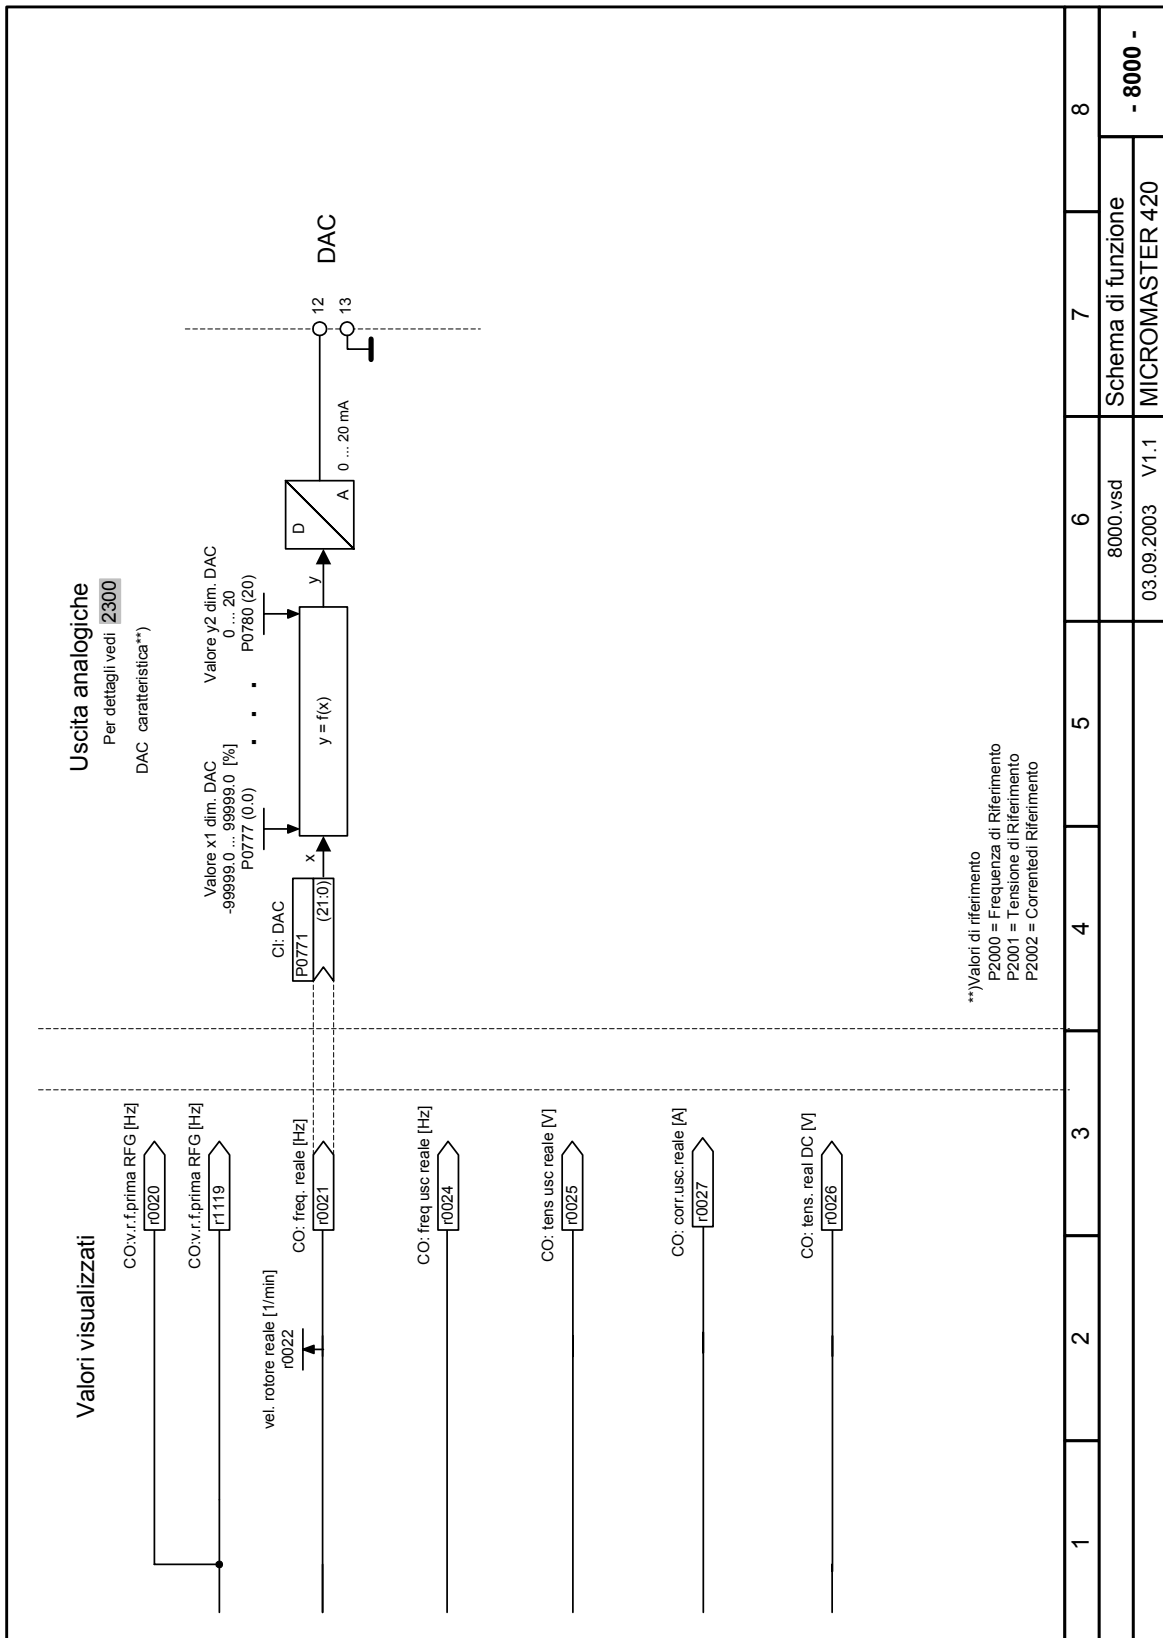 Valori visualizzati
CO:v.r.f.prima RFG [Hz]
r0020
CO:v.r.f.prima RFG [Hz]
r1119
vel. rotore reale [1/min]
r0022
CO: freq. reale [Hz]
r0021
CO: freq usc reale [Hz]
r0024
CO: tens usc reale [V]
r0025
CO: corr.usc.reale [A]
r0027
CO: tens. real DC [V]
r0026
Uscita analogiche
Per dettagli vedi 2300
DAC caratteristica**)
Valore x1 dim. DAC
-99999.0 ... 99999.0 [%]
P0777 (0.0)
. . .
Valore y2 dim. DAC
0 ... 20
P0780 (20)
CI: DAC
P0771
(21:0)
x
y = f(x)
y
D
A
0 ... 20 mA
12
13
DAC
**)Valori di riferimento
P2000 = Frequenza di Riferimento
P2001 = Tensione di Riferimento
P2002 = Correntedi Riferimento
1 2 3 4 5 6 7 8
8000.vsd
Schema di funzione
- 8000 -
03.09.2003 V1.1
MICROMASTER 420